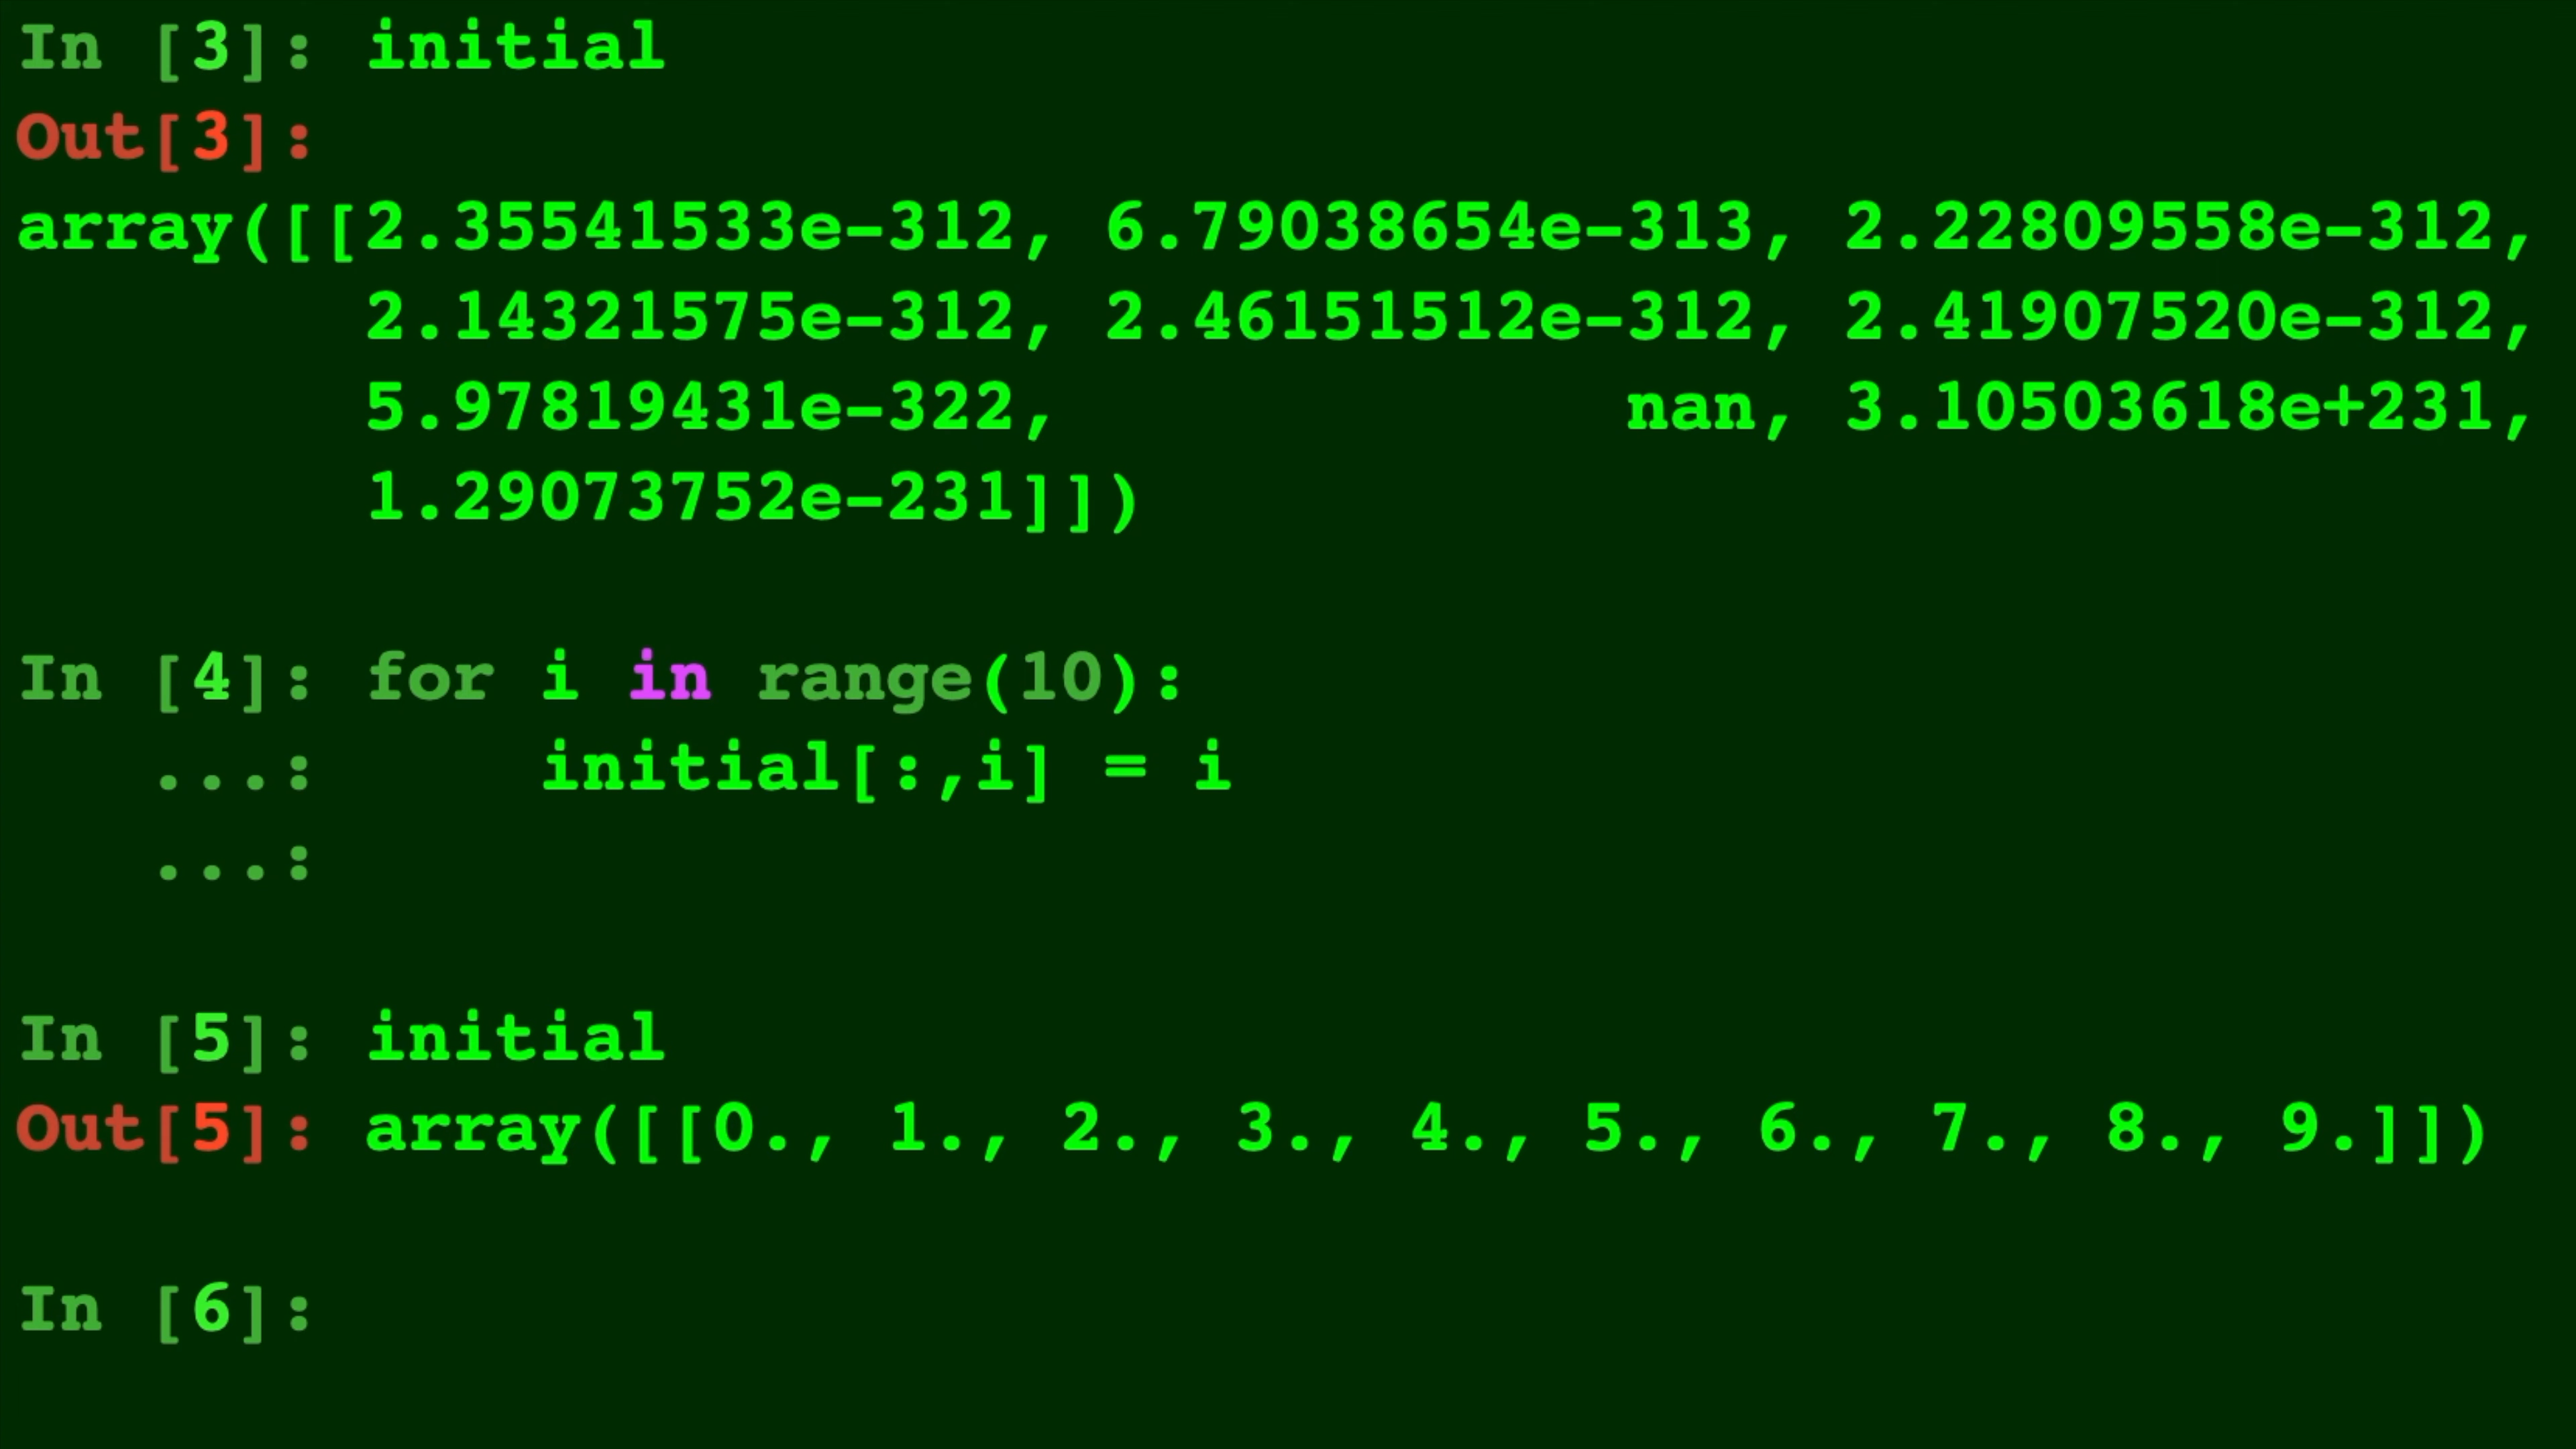 In [3]: initial
Out[3]:
array([[2.35541533e-312, 6.79038654e-313, 2.22809558e-312,
        2.14321575e-312, 2.46151512e-312, 2.41907520e-312,
        5.97819431e-322,             nan, 3.10503618e+231,
        1.29073752e-231]])
In [4]: for i in range(10):
   ...:     initial[:,i] = i
   ...:
In [5]: initial
Out[5]: array([[0., 1., 2., 3., 4., 5., 6., 7., 8., 9.]])
In [6]: